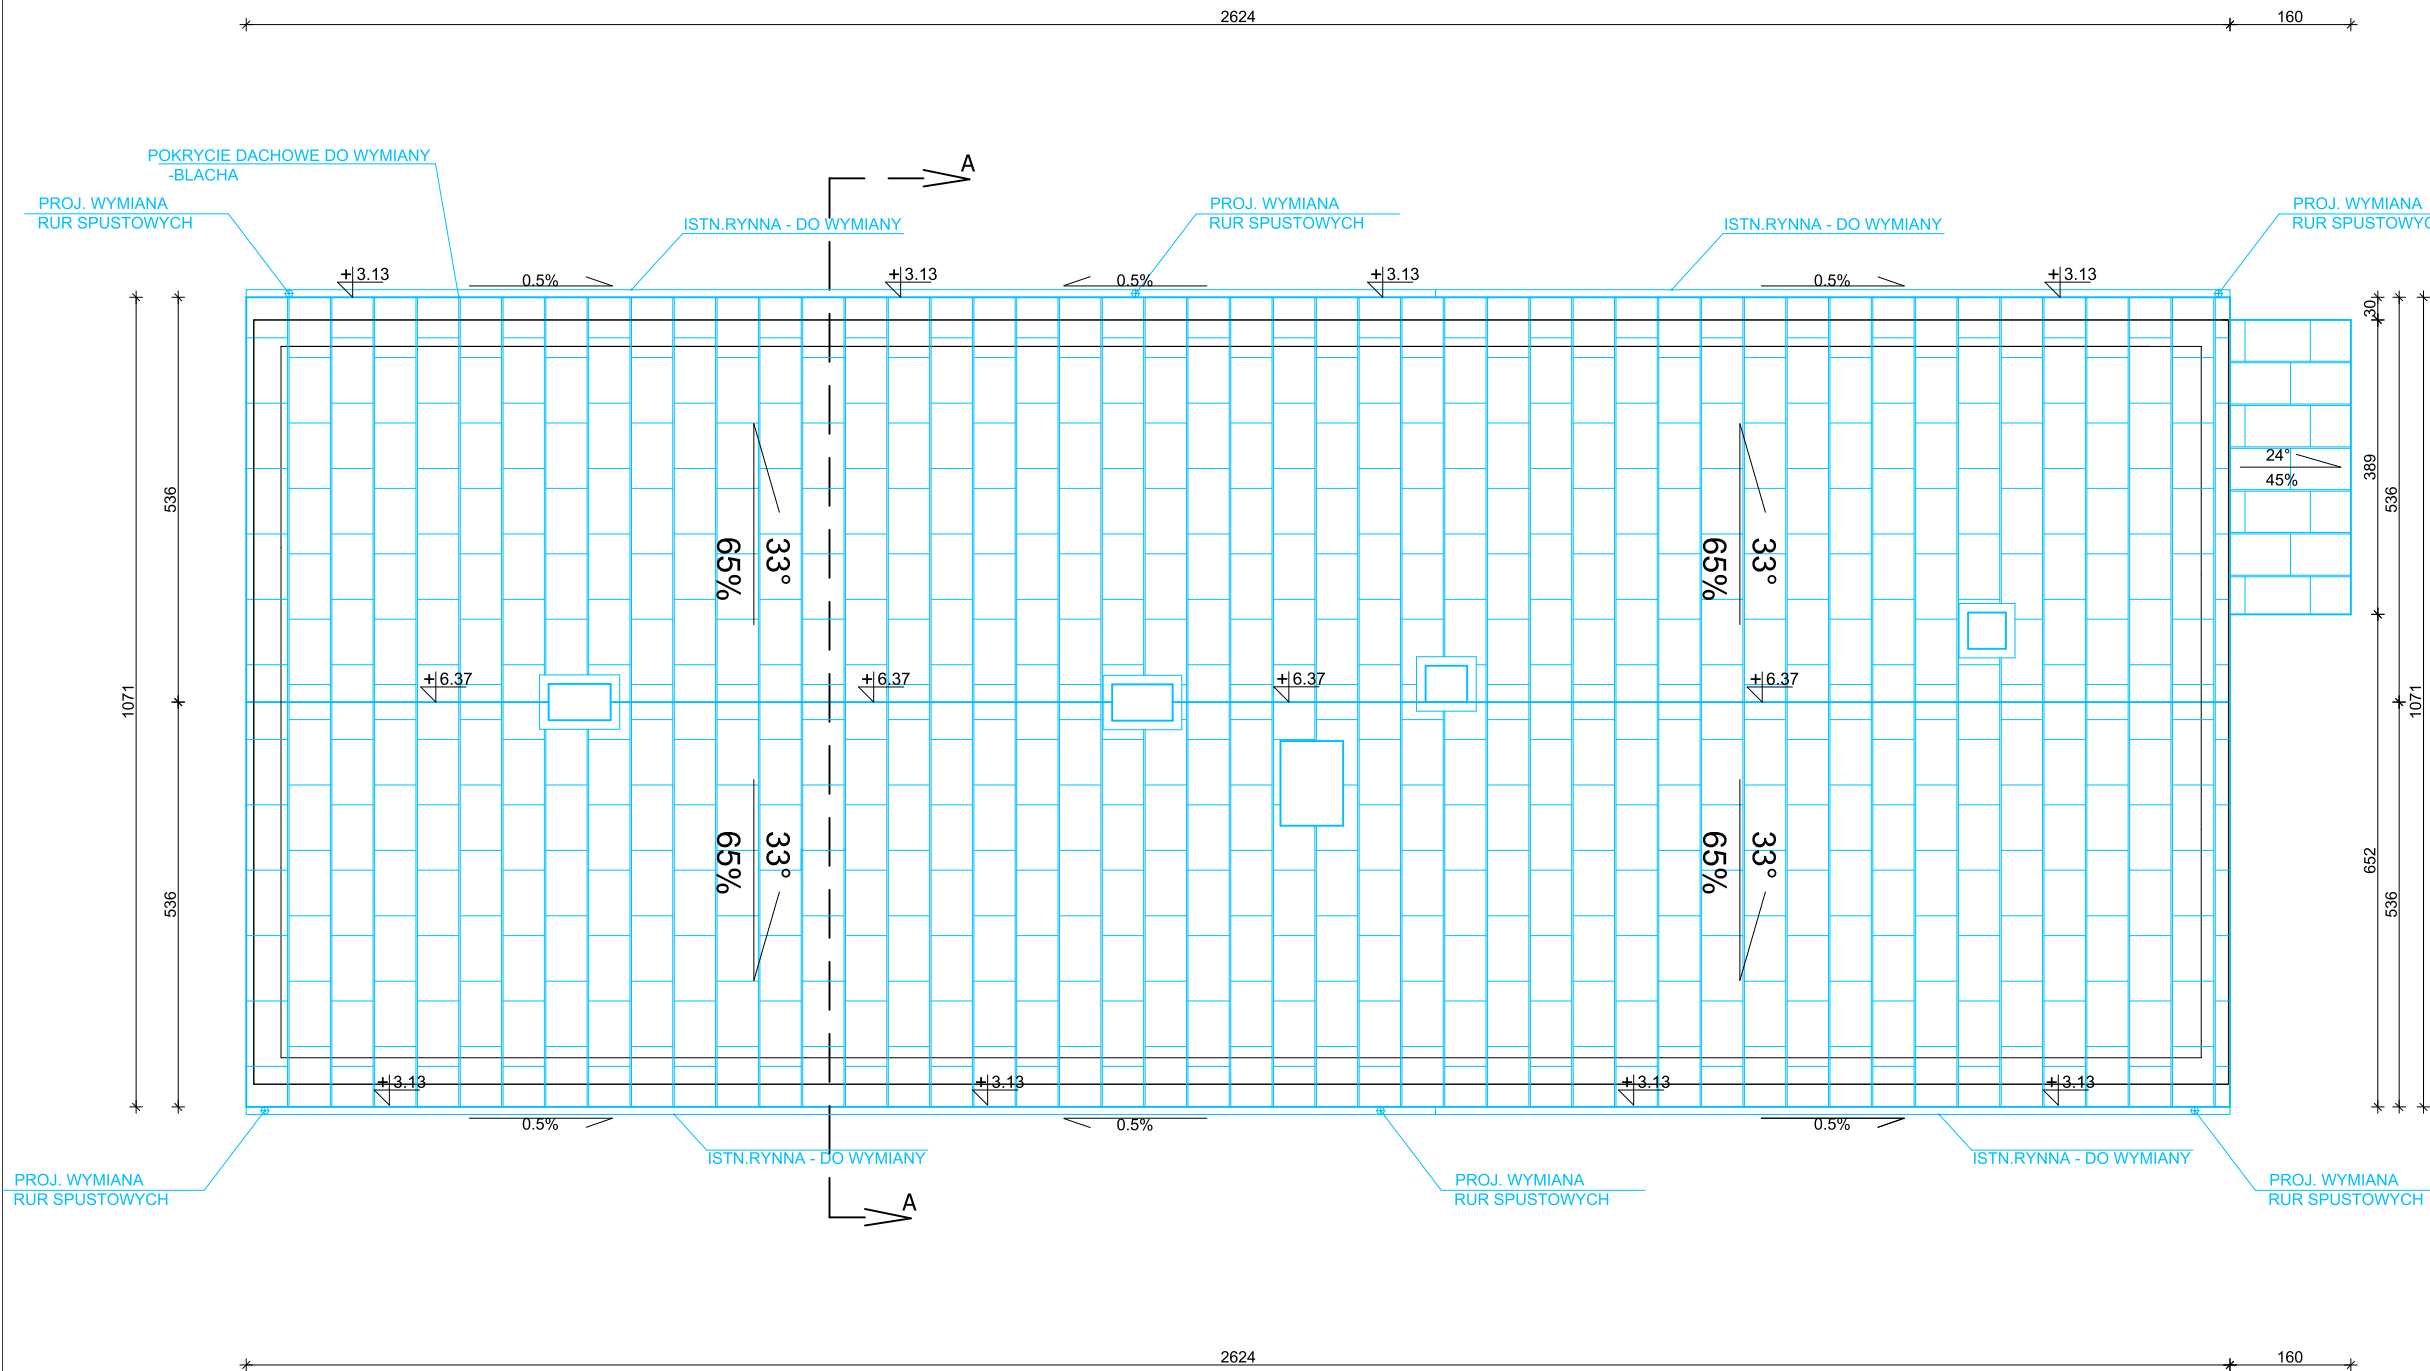 2624
160
POKRYCIE DACHOWE DO WYMIANY
-BLACHA
PROJ. WYMIANA
RUR SPUSTOWYCH
ISTN.RYNNA - DO WYMIANY
A
PROJ. WYMIANA
RUR SPUSTOWYCH
ISTN.RYNNA - DO WYMIANY
PROJ. WYMIANA
RUR SPUSTOWYC
+3.13
0.5%
+3.13
0.5%
+3.13
0.5%
+3.13
30
24°
45%
389
536
536
33°
65%
33°
65%
1071
+6.37
+6.37
+6.37
+6.37
1071
536
33°
65%
33°
65%
652
536
+3.13
+3.13
+3.13
+3.13
0.5%
0.5%
0.5%
ISTN.RYNNA - DO WYMIANY
ISTN.RYNNA - DO WYMIANY
PROJ. WYMIANA
RUR SPUSTOWYCH
A
PROJ. WYMIANA
RUR SPUSTOWYCH
PROJ. WYMIANA
RUR SPUSTOWYCH
2624
160